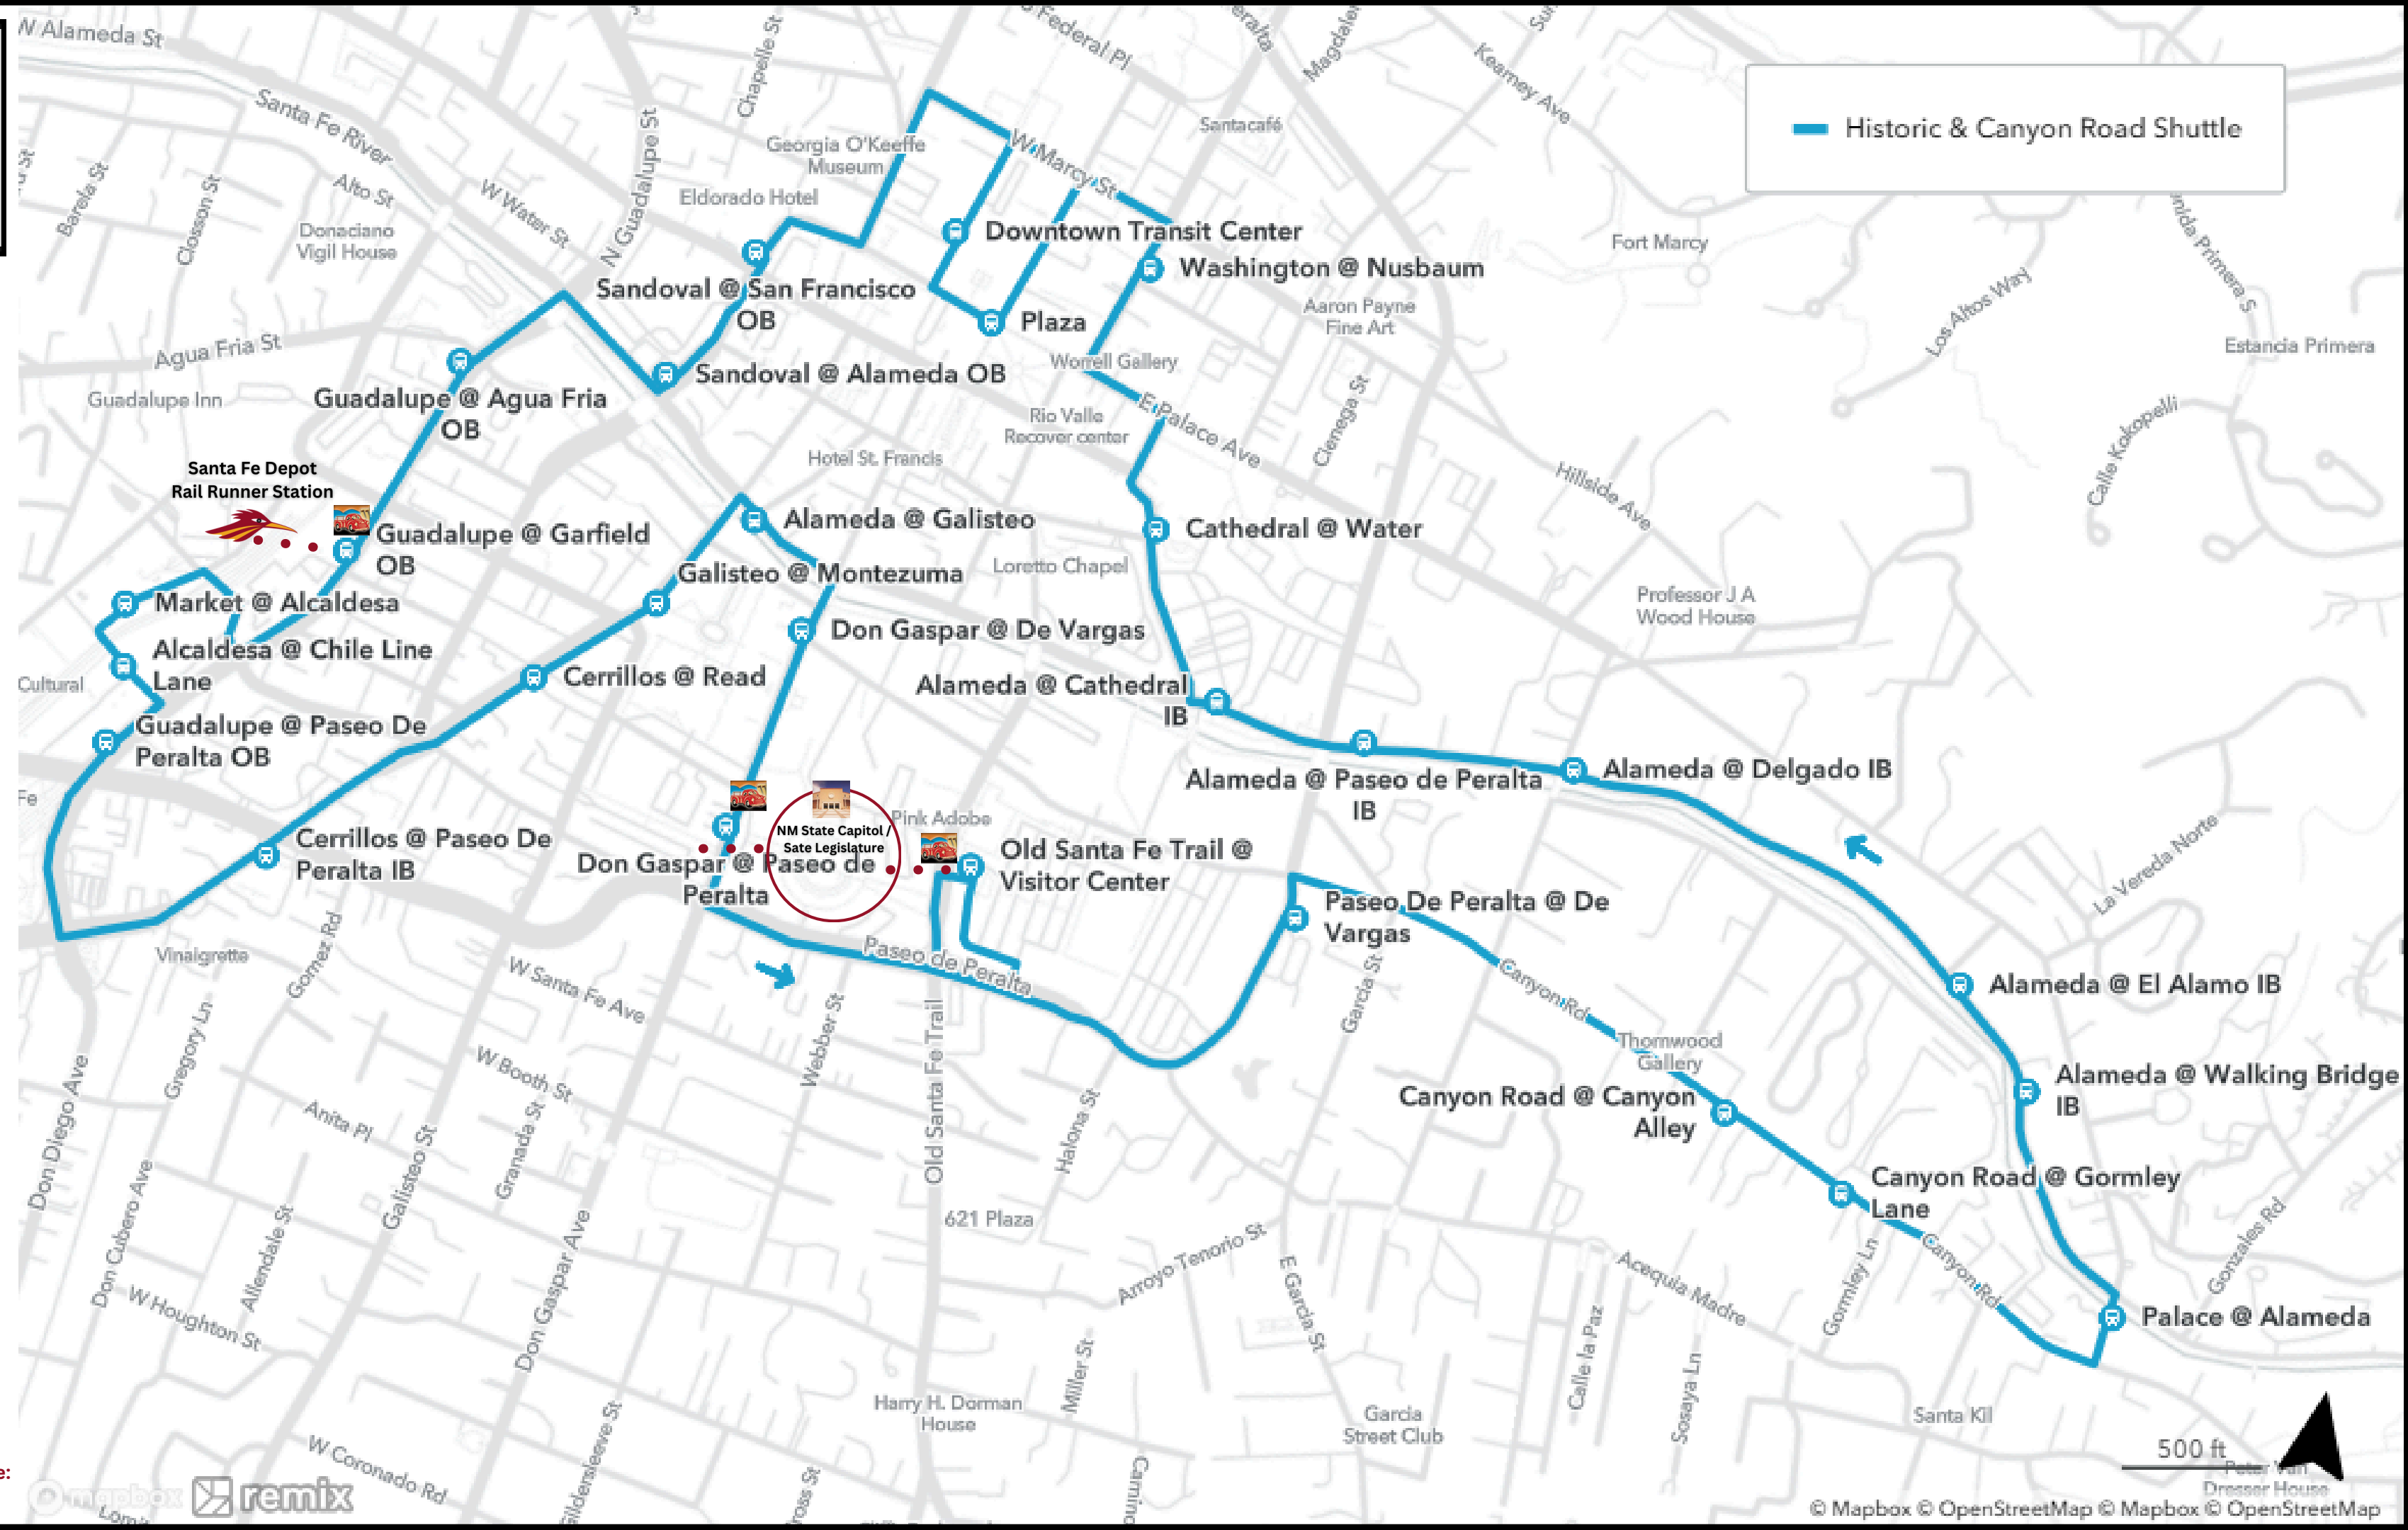 W Alameda St
Santa Fe River
Chapelle St
Federal Pl
Magdale
Kearney Ave
Historic & Canyon Road Shuttle
Georgia O'Keeffe
Museum
Santacafé
W Marcy St
Barela St
Closson St
Alto St
W Water St
N Guadalupe St
Eldorado Hotel
Donaciano
Vigil House
Downtown Transit Center
Washington @ Nusbaum
Fort Marcy
Los Altos Way
Sandoval @ San Francisco
OB
Plaza
Aaron Payne
Fine Art
Estancia Primera
Agua Fria St
Guadalupe Inn
Guadalupe @ Agua Fria
OB
Sandoval @ Alameda OB
Worrell Gallery
E Palace Ave
Cienega St
Rio Valle
Recover center
Calle Kokopelli
Hotel St. Francis
Hillside Ave
Santa Fe Depot
Rail Runner Station
Guadalupe @ Garfield
OB
Alameda @ Galisteo
Cathedral @ Water
Galisteo @ Montezuma
Loretto Chapel
Professor J A
Wood House
Market @ Alcaldesa
Don Gaspar @ De Vargas
Alcaldesa @ Chile Line
Lane
Cultural
Cerrillos @ Read
Alameda @ Cathedral
IB
Guadalupe @ Paseo De
Peralta OB
Alameda @ Paseo de Peralta
IB
Alameda @ Delgado IB
Fe
Pink Adobe
NM State Capitol /
Sate Legislature
Cerrillos @ Paseo De
Peralta IB
Don Gaspar @ Paseo de
Peralta
Old Santa Fe Trail @
Visitor Center
La Vereda Norte
Paseo De Peralta @ De
Vargas
Vinaigrette
Gomez Rd
Paseo de Peralta
W Santa Fe Ave
Garcia St
Canyon Rd
Alameda @ El Alamo IB
Gregory Ln
Webber St
Old Santa Fe Trail
Thornwood
Gallery
W Booth St
Don Diego Ave
Anita Pl
Granada St
Halona St
Canyon Road @ Canyon
Alley
Alameda @ Walking Bridge
IB
Don Cubero Ave
Galisteo St
Canyon Road @ Gormley
Lane
Allendale St
Don Gaspar Ave
621 Plaza
Arroyo Tenorio St
E Garcia St
Acequia Madre
Gormley Ln
Canyon Rd
Gonzales Rd
W Houghton St
Palace @ Alameda
Calle la Paz
Sosaya Ln
Miller St
Harry H. Dorman
House
Garcia
Street Club
Santa Kil
W Coronado Rd
Gildersleeve St
Camino
500 ft
Dresser House
e:
mapbox
remix
© Mapbox © OpenStreetMap © Mapbox © OpenStreetMap